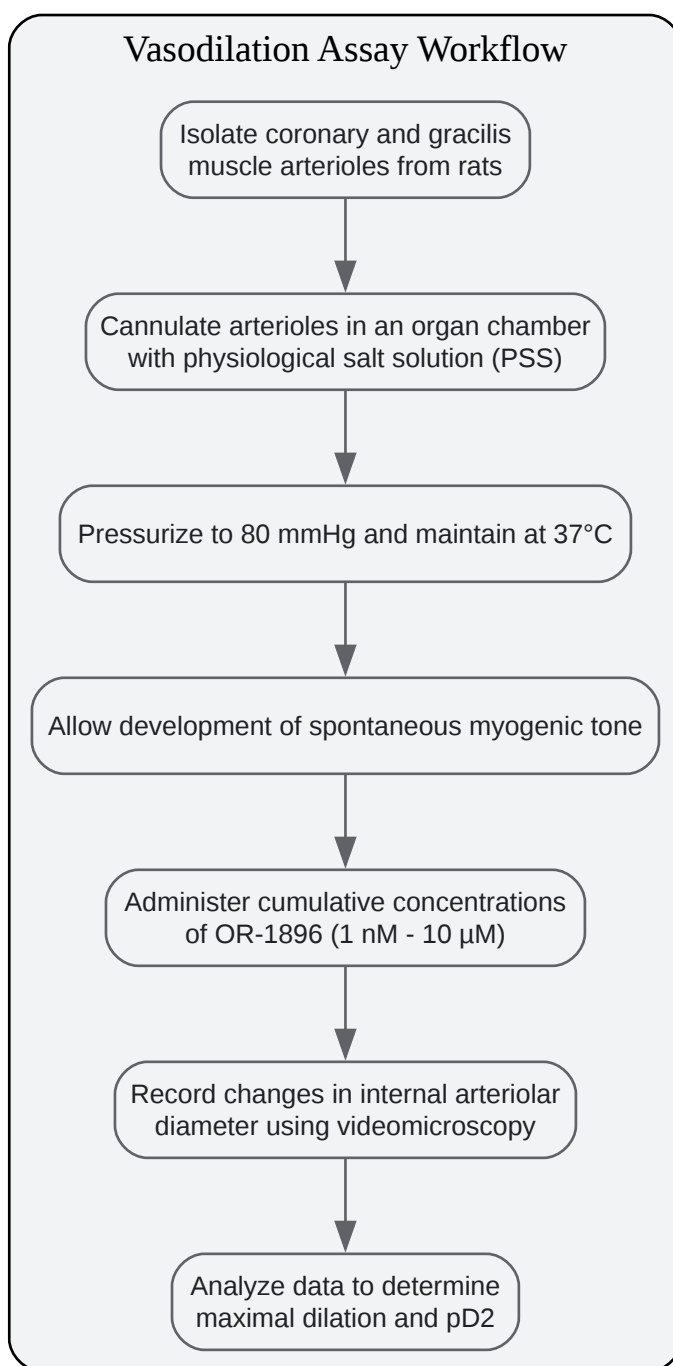 Vasodilation Assay Workflow
Isolate coronary and gracilis
muscle arterioles from rats
Cannulate arterioles in an organ chamber
with physiological salt solution (PSS)
Pressurize to 80 mmHg and maintain at 37°C
Allow development of spontaneous myogenic tone
Administer cumulative concentrations
of OR-1896 (1 nM - 10 µM)
Record changes in internal arteriolar
diameter using videomicroscopy
Analyze data to determine
maximal dilation and pD2